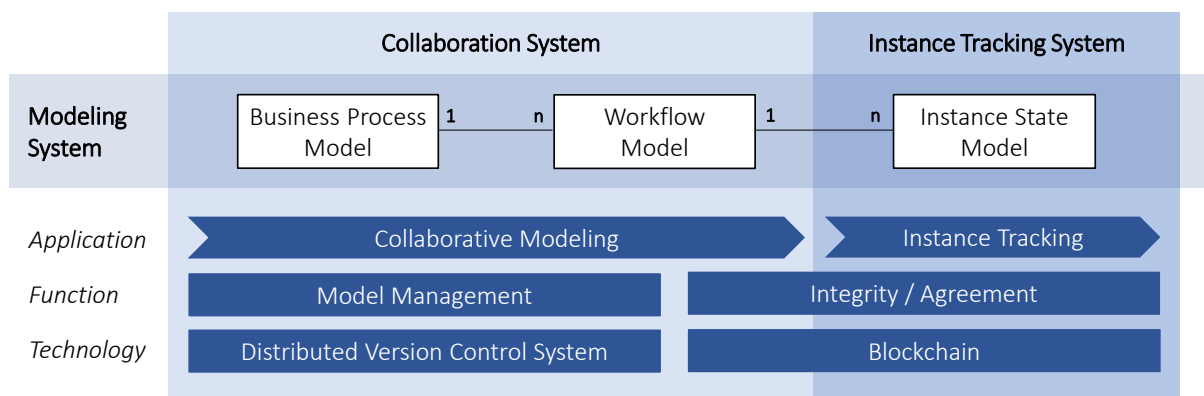 Collaboration System
Instance Tracking System
Modeling
System
Business Process
Model
1
n
Workflow
Model
1
n
Instance State
Model
Application
Collaborative Modeling
Instance Tracking
Function
Model Management
Integrity / Agreement
Technology
Distributed Version Control System
Blockchain